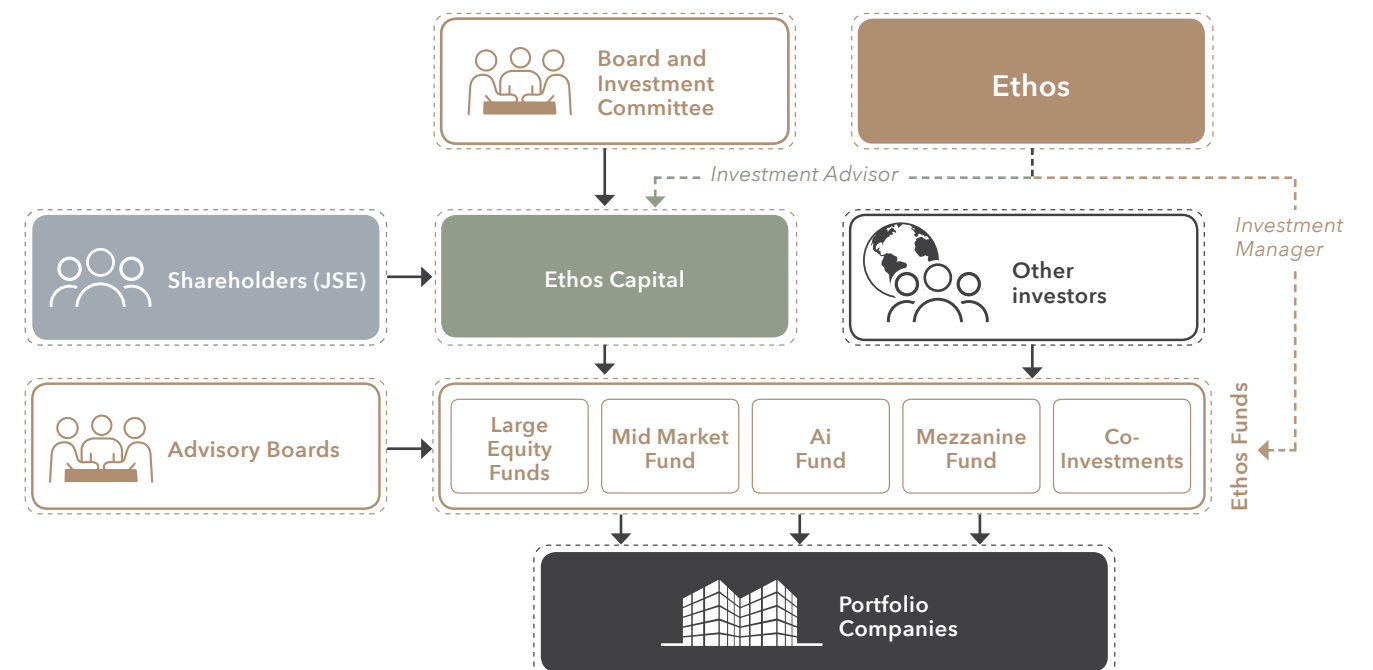 Board and
Investment
Committee
Ethos
Investment Advisor
Investment
Manager
Shareholders (JSE)
Ethos Capital
Other
investors
Advisory Boards
Large
Equity
Funds
Mid Market
Fund
Ai
Fund
Mezzanine
Fund
Co-
Investments
Ethos Funds
Portfolio
Companies